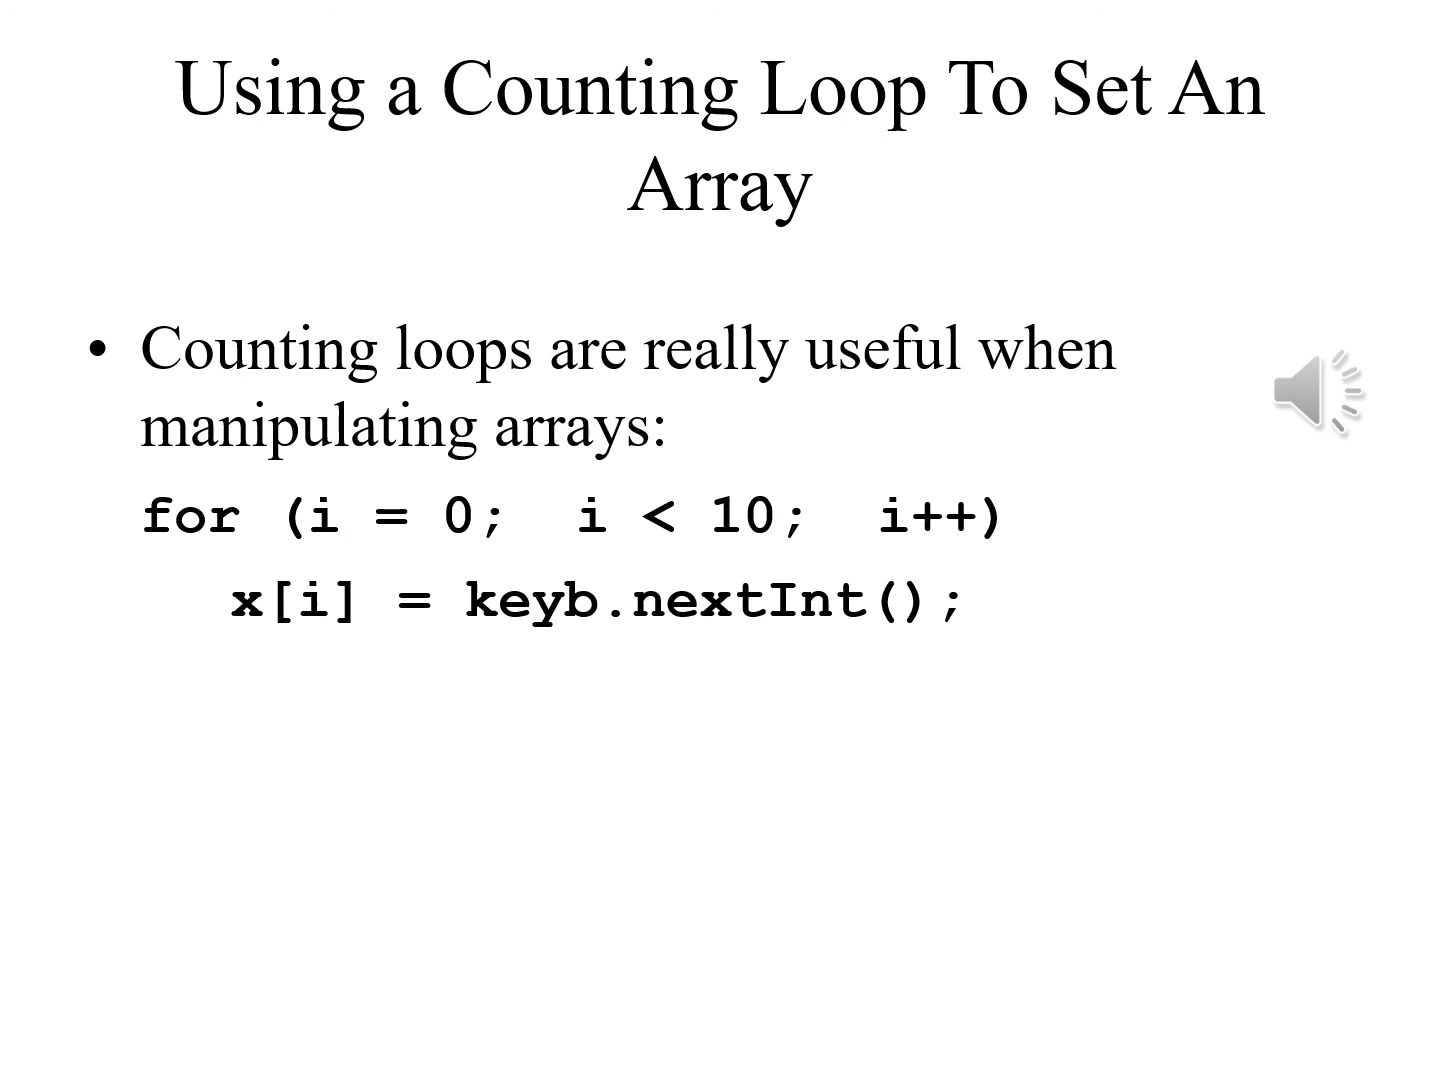 Using a Counting Loop To Set An
Array
• Counting loops are really useful when
manipulating arrays:
for (i = 0;  i < 10;  i++)
x[i] = keyb.nextInt();